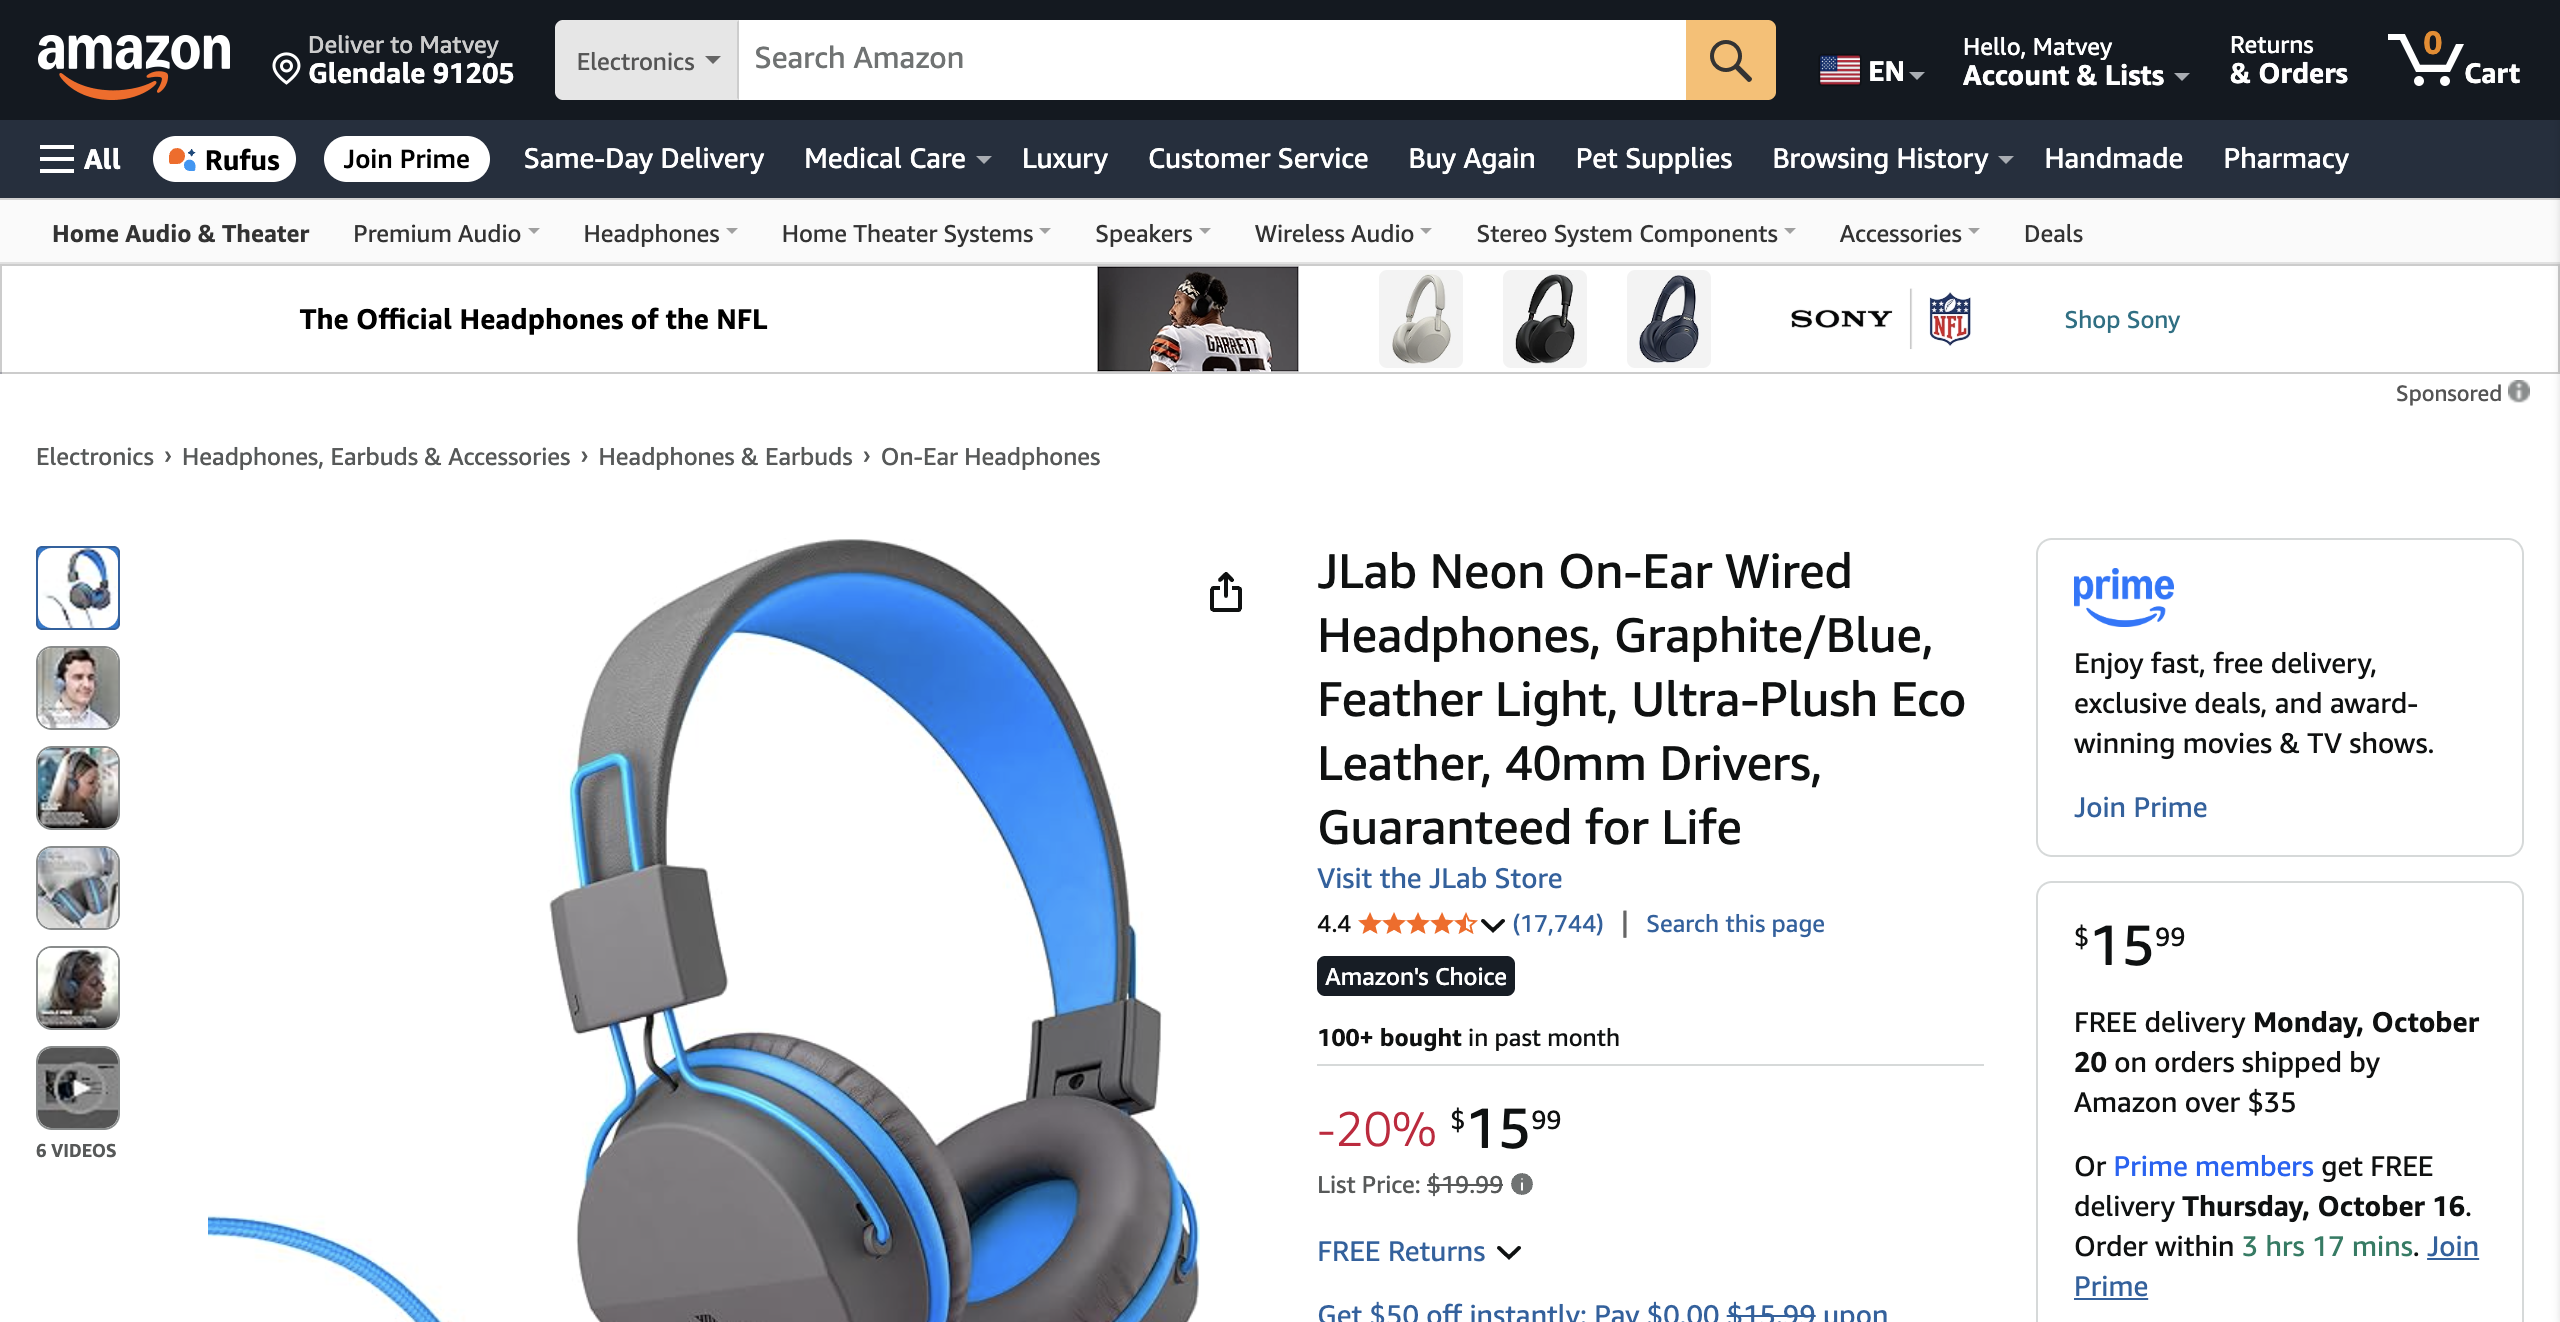 amazon
Deliver to Matvey
Glendale 91205
Electronics
Search Amazon
EN
Hello, Matvey
Account & Lists
Returns
& Orders
0
Cart
All
Rufus
Join Prime
Same-Day Delivery
Medical Care
Luxury
Customer Service
Buy Again
Pet Supplies
Browsing History
Handmade
Pharmacy
Home Audio & Theater
Premium Audio
Headphones
Home Theater Systems
Speakers
Wireless Audio
Stereo System Components
Accessories
Deals
The Official Headphones of the NFL
GARRETT
SONY
NFL
Shop Sony
Sponsored
Electronics › Headphones, Earbuds & Accessories › Headphones & Earbuds › On-Ear Headphones
6 VIDEOS
JLab Neon On-Ear Wired
Headphones, Graphite/Blue,
Feather Light, Ultra-Plush Eco
Leather, 40mm Drivers,
Guaranteed for Life
Visit the JLab Store
4.4 (17,744) | Search this page
Amazon's Choice
100+ bought in past month
-20% $15 99
List Price: $19.99
FREE Returns
Get $50 off instantly: Pay $0.00 $15.99 upon
prime
Enjoy fast, free delivery,
exclusive deals, and award-
winning movies & TV shows.
Join Prime
$15 99
FREE delivery Monday, October
20 on orders shipped by
Amazon over $35
Or Prime members get FREE
delivery Thursday, October 16.
Order within 3 hrs 17 mins. Join
Prime